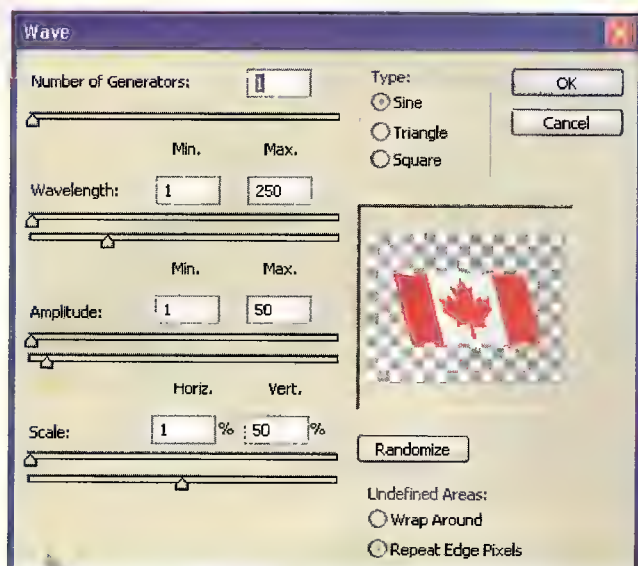 Wave
Number of Generators: 1
Type:
Sine
Triangle
Square
OK
Cancel
Min. Max.
Wavelength: 1 250
Min. Max.
Amplitude: 1 50
Horiz. Vert.
Scale: 1 % 50 %
Randomize
Undefined Areas:
Wrap Around
Repeat Edge Pixels